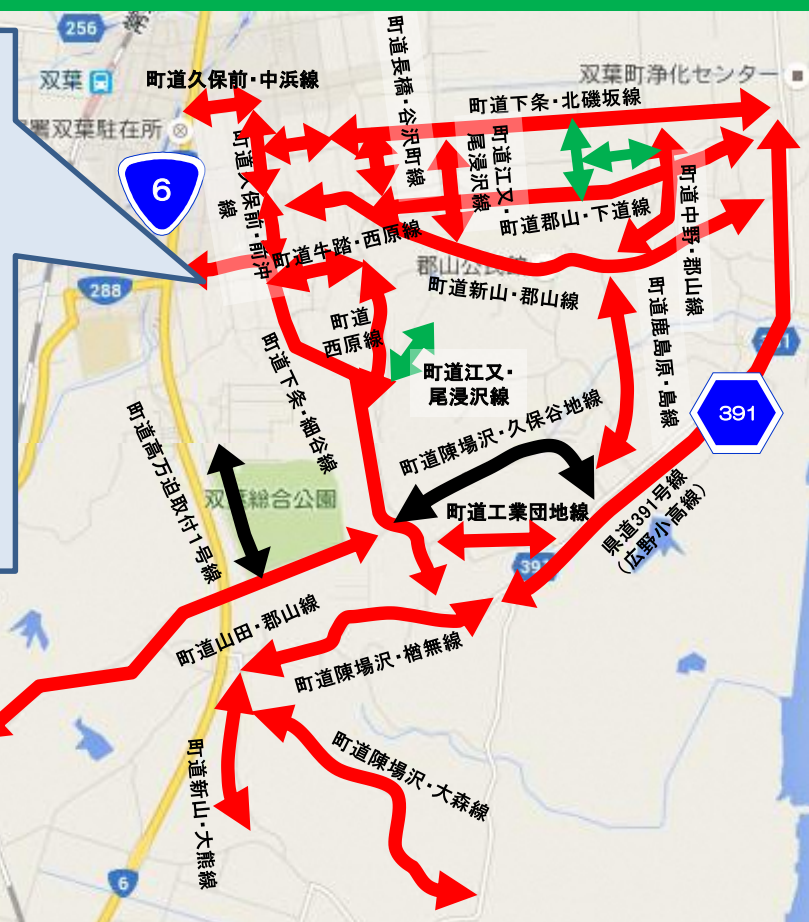 256
双葉
町道久保前・中浜線
署双葉駐在所
町道長橋・谷沢町線
双葉町浄化センター
町道下条・北磯坂線
6
町道久保前・前沖
線
町道江又・
尾浸沢線
町道郡山・下道線
町道中野・郡山線
町道牛踏・西原線
288
町道新山・郡山線
町道
西原線
町道鹿島原・島線
町道下条・細谷線
町道江又・
尾浸沢線
391
町道高万迫取付1号線
町道陳場沢・久保谷地線
双葉総合公園
町道工業団地線
県道391号線
(広野小高線)
町道山田・郡山線
町道陳場沢・楢無線
町道新山・大熊線
町道陳場沢・大森線
6